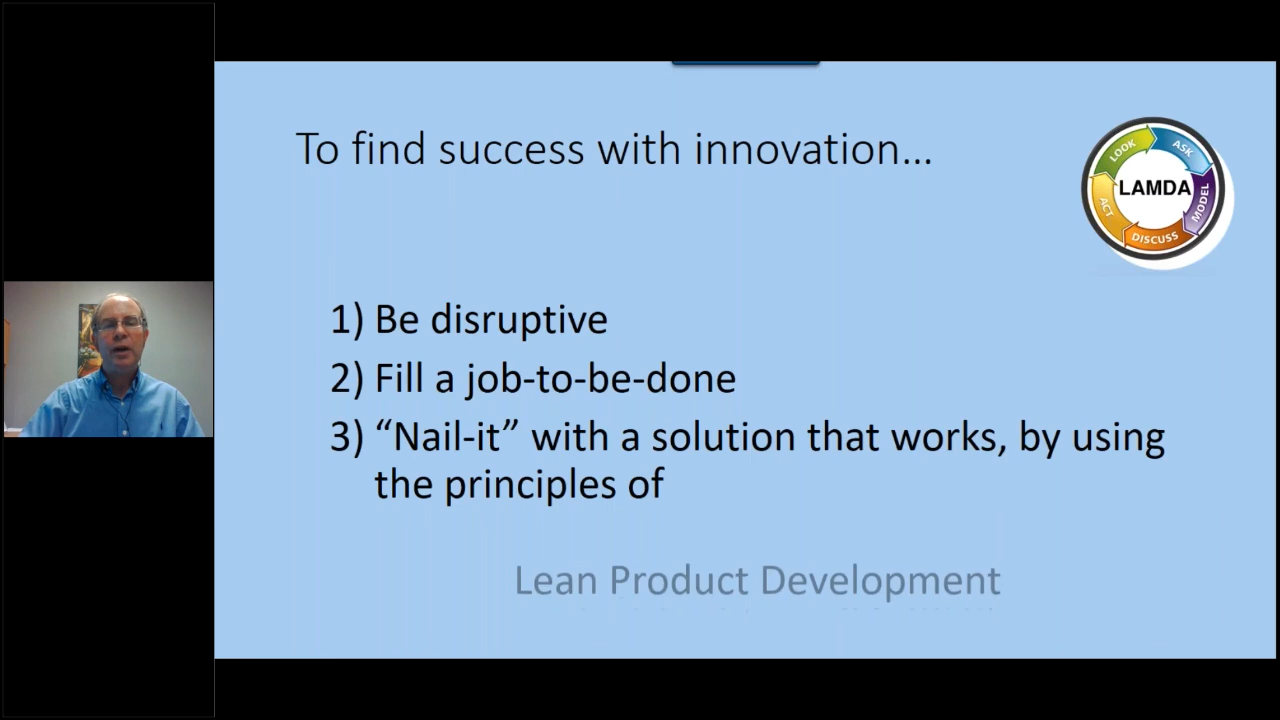 To find success with innovation...
LOOK
ASK
LAMDA
ACT
MODEL
DISCUSS
1) Be disruptive
2) Fill a job-to-be-done
3) “Nail-it” with a solution that works, by using
the principles of
Lean Product Development